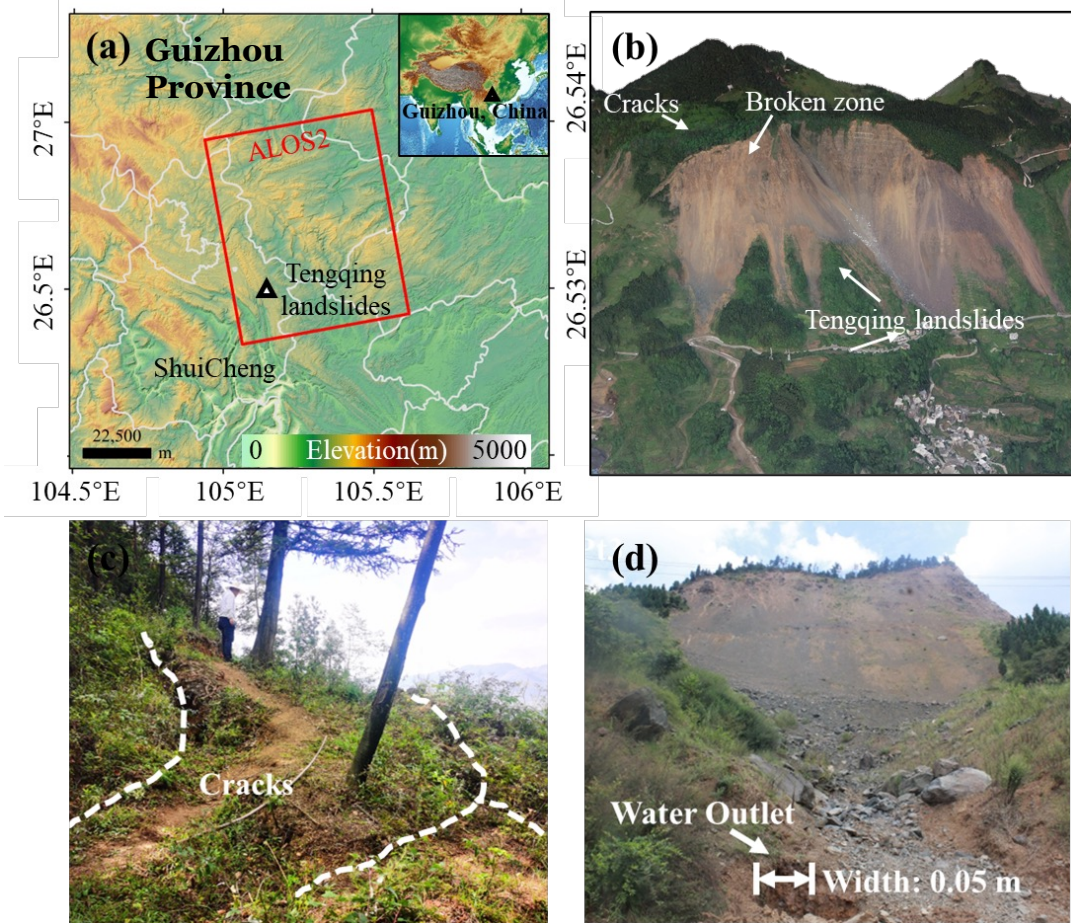 (a) Guizhou
Province
Guizhou, China
ALOS2
Tengqing
landslides
ShuiCheng
22,500
m
0 Elevation(m) 5000
27°N
26.5°E
104.5°E 105°E 105.5°E 106°E
(b)
Cracks
Broken zone
Tengqing landslides
26.54°E
26.53°E
(c)
Cracks
(d)
Water Outlet
Width: 0.05 m